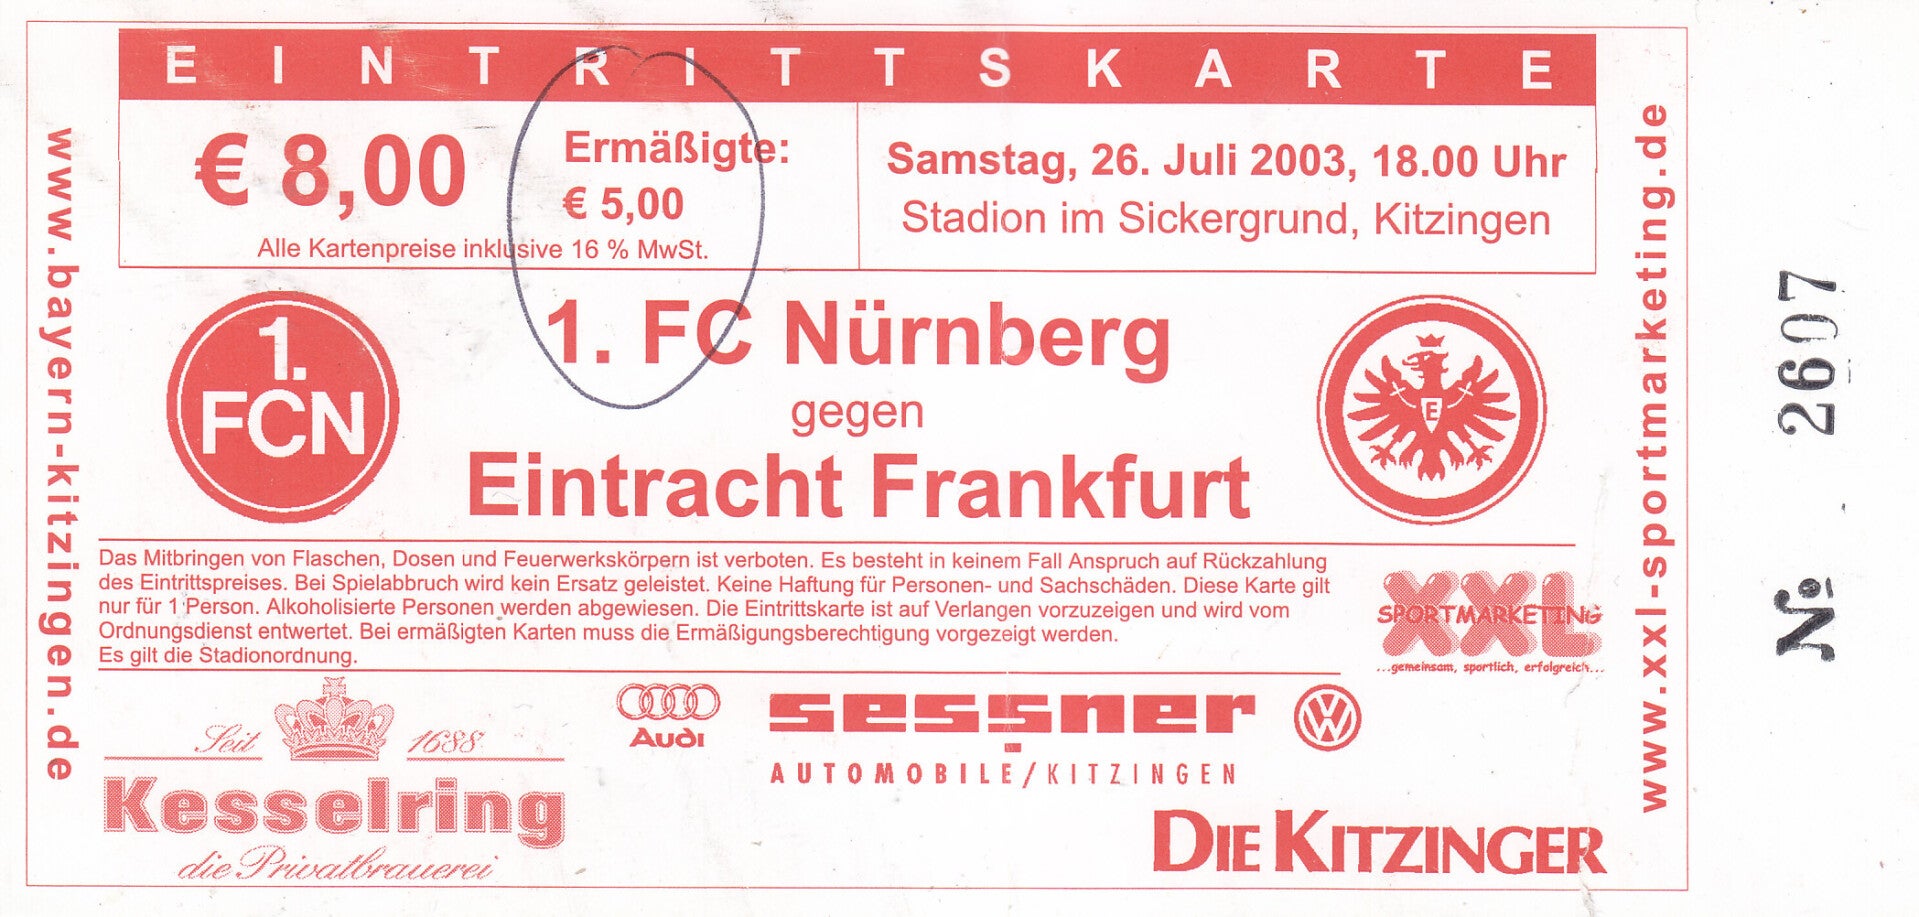 EINTRITTSKARTE
€ 8,00
Ermäßigte:
€ 5,00
Alle Kartenpreise inklusive 16 % MwSt.
Samstag, 26. Juli 2003, 18.00 Uhr
Stadion im Sickergrund, Kitzingen
www.bayern-kitzingen.de
1.
FCN
1. FC Nürnberg
gegen
Eintracht Frankfurt
E
www.xxl-sportmarketing.de
Nº 2607
Das Mitbringen von Flaschen, Dosen und Feuerwerkskörpern ist verboten. Es besteht in keinem Fall Anspruch auf Rückzahlung
des Eintrittspreises. Bei Spielabbruch wird kein Ersatz geleistet. Keine Haftung für Personen- und Sachschäden. Diese Karte gilt
nur für 1 Person. Alkoholisierte Personen werden abgewiesen. Die Eintrittskarte ist auf Verlangen vorzuzeigen und wird vom
Ordnungsdienst entwertet. Bei ermäßigten Karten muss die Ermäßigungsberechtigung vorgezeigt werden.
Es gilt die Stadionordnung.
XXL
SPORTMARKETING
...gemeinsam, sportlich, erfolgreich...
Seit 1688
Kesselring
die Privatbrauerei
Audi
sessner
AUTOMOBILE/KITZINGEN
VW
DIE KITZINGER